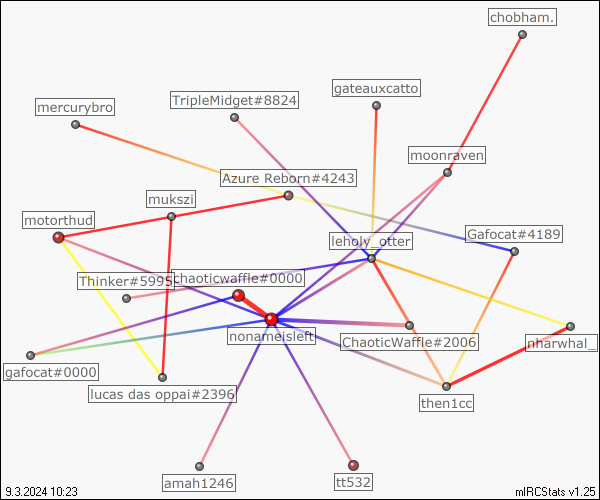 chobham.
gateauxcatto
TripleMidget#8824
mercurybro
moonraven
Azure Reborn#4243
mukszi
motorthud
Gafocat#4189
leholy_otter
Thinker#5995
chaoticwaffle#0000
nonameisleft
ChaoticWaffle#2006
nharwhal_
gafocat#0000
lucas das oppai#2396
then1cc
amah1246
tt532
9.3.2024 10:23
mIRCStats v1.25